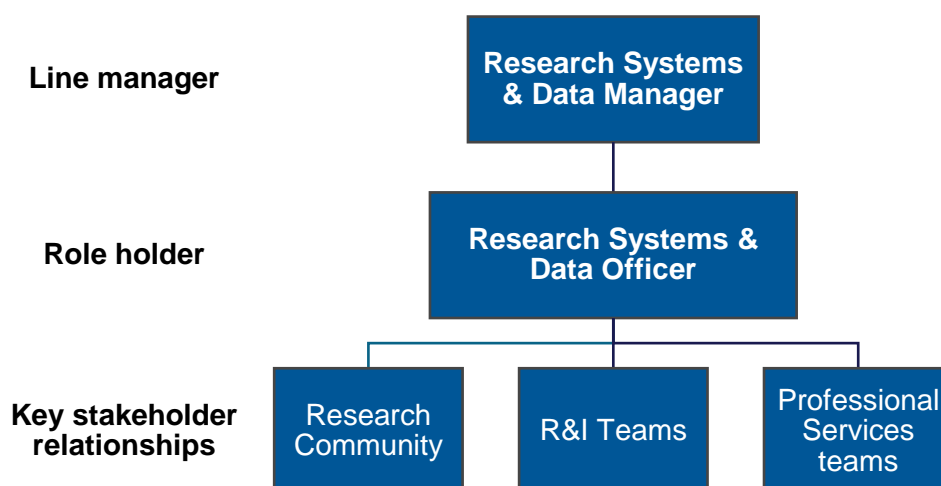 Line manager
Research Systems
& Data Manager
Role holder
Research Systems &
Data Officer
Key stakeholder
relationships
Research
Community
R&I Teams
Professional
Services
teams